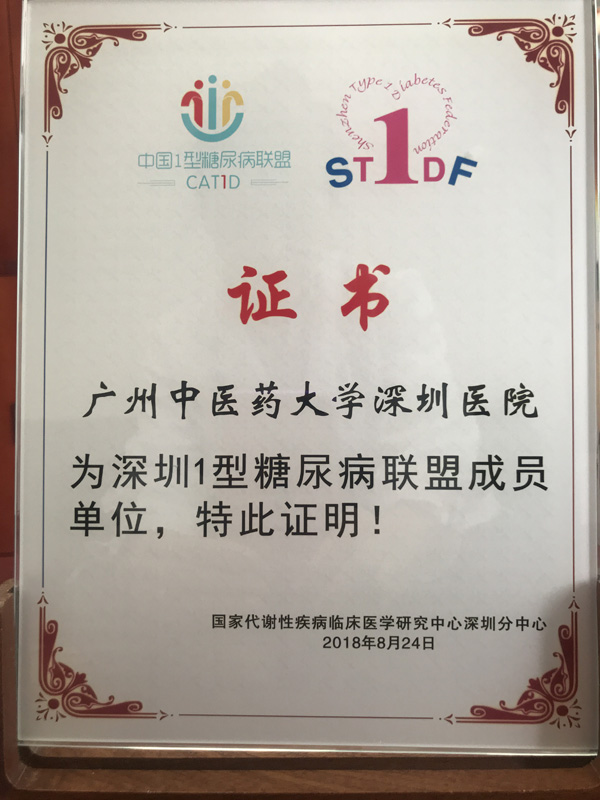 中国1型糖尿病联盟
CAT1D
Shenzhen Type 1 Diabetes Federation
ST1DF
证书
广州中医药大学深圳医院
为深圳1型糖尿病联盟成员
单位，特此证明！
国家代谢性疾病临床医学研究中心深圳分中心
2018年8月24日